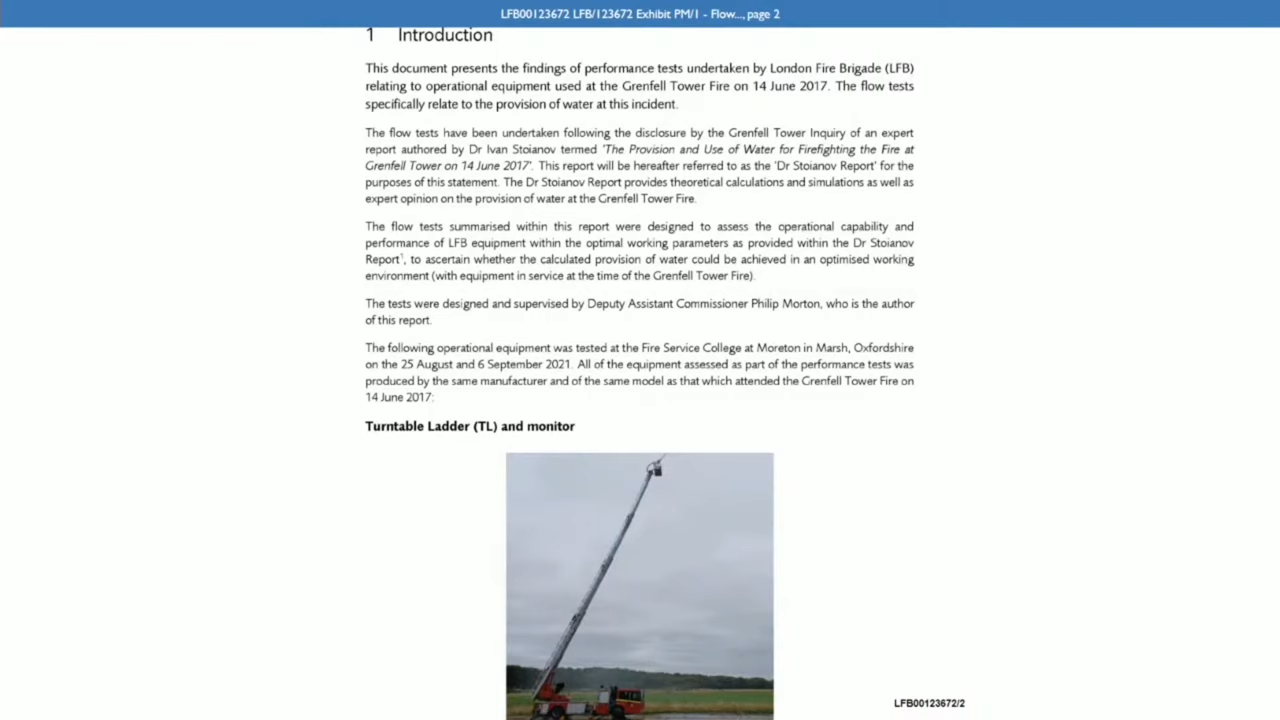 LFB00123672 LFB/123672 Exhibit PM/1 - Flow..., page 2
1 Introduction
This document presents the findings of performance tests undertaken by London Fire Brigade (LFB)
relating to operational equipment used at the Grenfell Tower Fire on 14 June 2017. The flow tests
specifically relate to the provision of water at this incident.
The flow tests have been undertaken following the disclosure by the Grenfell Tower Inquiry of an expert
report authored by Dr Ivan Stoianov termed 'The Provision and Use of Water for Firefighting the Fire at
Grenfell Tower on 14 June 2017'. This report will be hereafter referred to as the 'Dr Stoianov Report' for the
purposes of this statement. The Dr Stoianov Report provides theoretical calculations and simulations as well as
expert opinion on the provision of water at the Grenfell Tower Fire.
The flow tests summarised within this report were designed to assess the operational capability and
performance of LFB equipment within the optimal working parameters as provided within the Dr Stoianov
Report¹, to ascertain whether the calculated provision of water could be achieved in an optimised working
environment (with equipment in service at the time of the Grenfell Tower Fire).
The tests were designed and supervised by Deputy Assistant Commissioner Philip Morton, who is the author
of this report.
The following operational equipment was tested at the Fire Service College at Moreton in Marsh, Oxfordshire
on the 25 August and 6 September 2021. All of the equipment assessed as part of the performance tests was
produced by the same manufacturer and of the same model as that which attended the Grenfell Tower Fire on
14 June 2017:
Turntable Ladder (TL) and monitor
LFB00123672/2